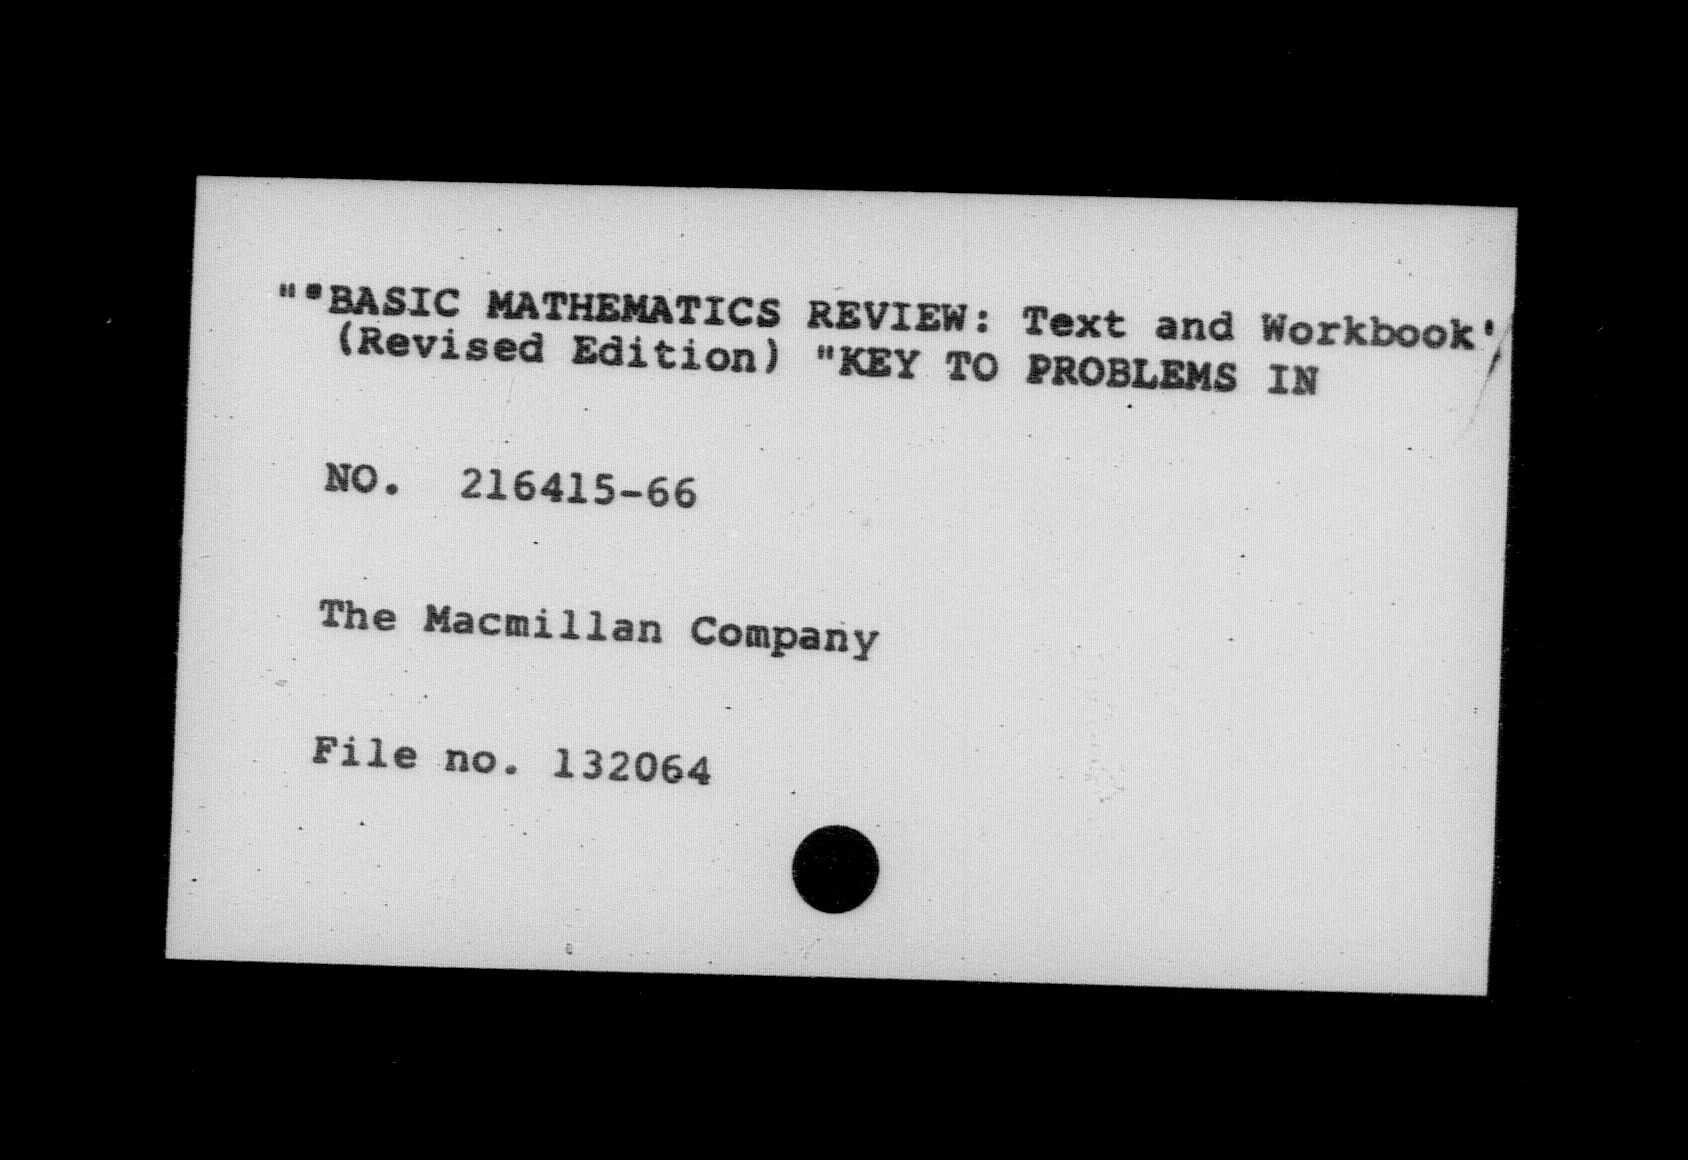 "'BASIC MATHEMATICS REVIEW: Text and Workbook'
(Revised Edition) "KEY TO PROBLEMS IN
NO. 216415-66
The Macmillan Company
File no. 132064